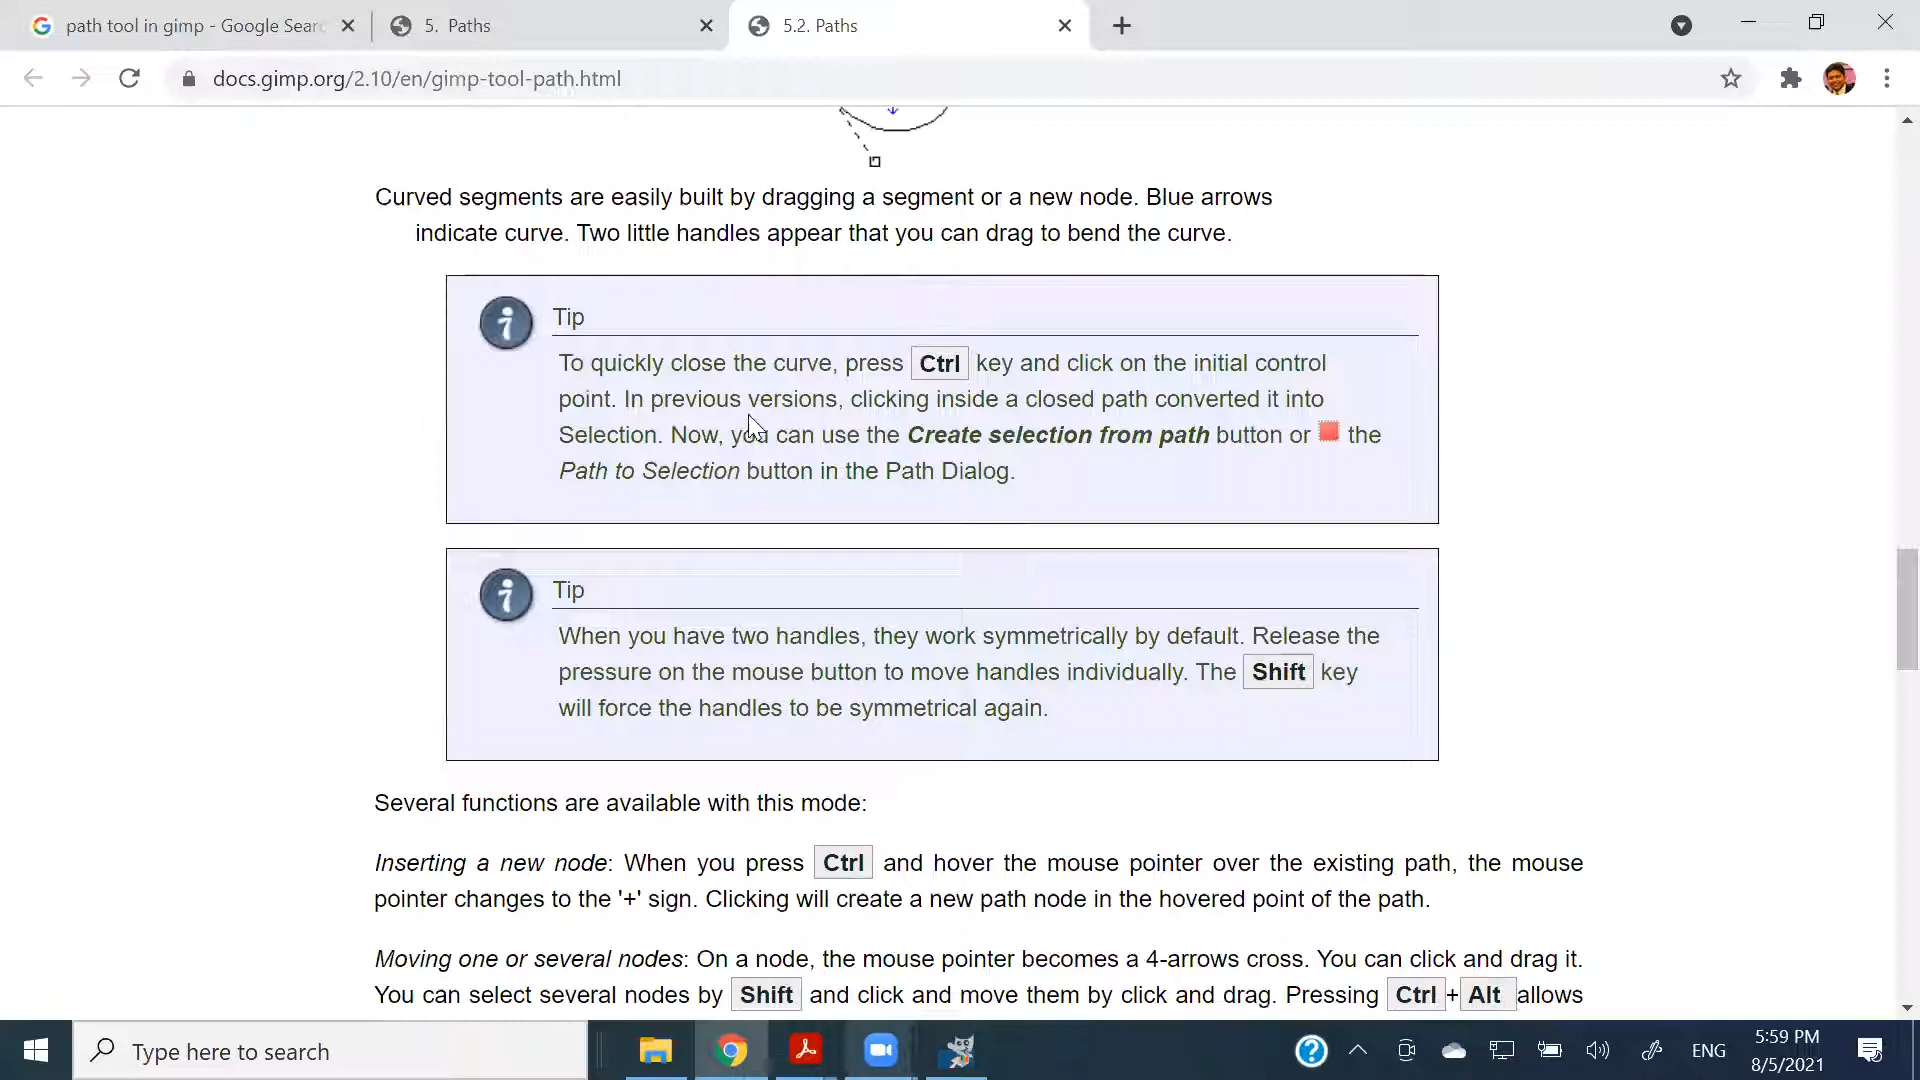 path tool in gimp - Google Sear
5. Paths
5.2. Paths
docs.gimp.org/2.10/en/gimp-tool-path.html
Curved segments are easily built by dragging a segment or a new node. Blue arrows
indicate curve. Two little handles appear that you can drag to bend the curve.
Tip
To quickly close the curve, press Ctrl key and click on the initial control
point. In previous versions, clicking inside a closed path converted it into
Selection. Now, you can use the Create selection from path button or the
Path to Selection button in the Path Dialog.
Tip
When you have two handles, they work symmetrically by default. Release the
pressure on the mouse button to move handles individually. The Shift key
will force the handles to be symmetrical again.
Several functions are available with this mode:
Inserting a new node: When you press Ctrl and hover the mouse pointer over the existing path, the mouse
pointer changes to the '+' sign. Clicking will create a new path node in the hovered point of the path.
Moving one or several nodes: On a node, the mouse pointer becomes a 4-arrows cross. You can click and drag it.
You can select several nodes by Shift and click and move them by click and drag. Pressing Ctrl+Alt allows
Type here to search
ENG
5:59 PM
8/5/2021